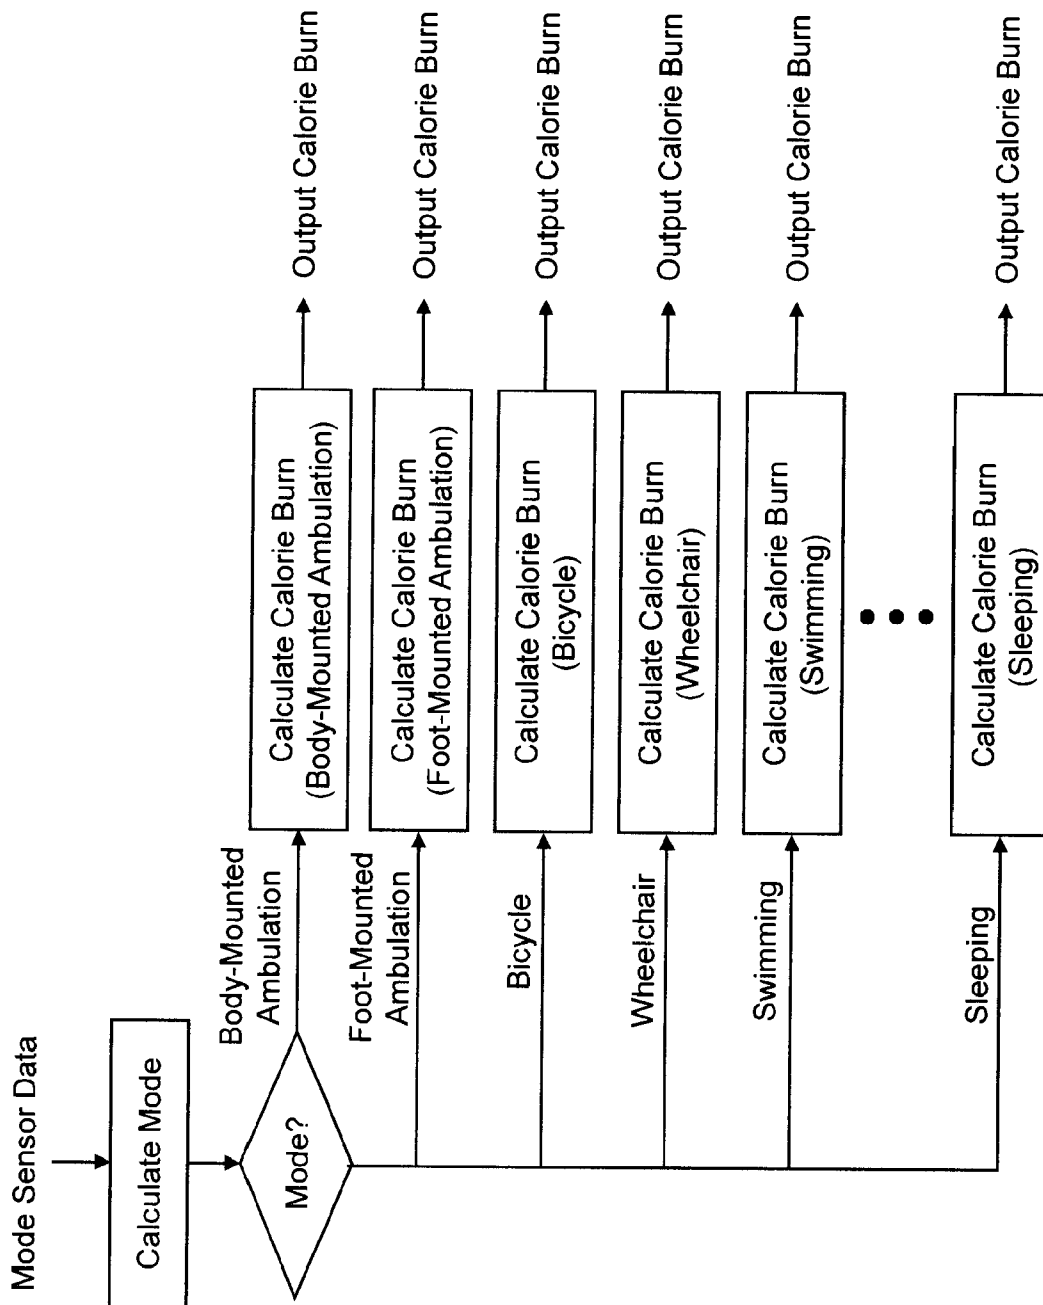 Mode Sensor Data
Calculate Mode
Mode?
Body-Mounted
Ambulation
Calculate Calorie Burn
(Body-Mounted Ambulation)
Output Calorie Burn
Foot-Mounted
Ambulation
Calculate Calorie Burn
(Foot-Mounted Ambulation)
Output Calorie Burn
Bicycle
Calculate Calorie Burn
(Bicycle)
Output Calorie Burn
Wheelchair
Calculate Calorie Burn
(Wheelchair)
Output Calorie Burn
Swimming
Calculate Calorie Burn
(Swimming)
Output Calorie Burn
Sleeping
Calculate Calorie Burn
(Sleeping)
Output Calorie Burn